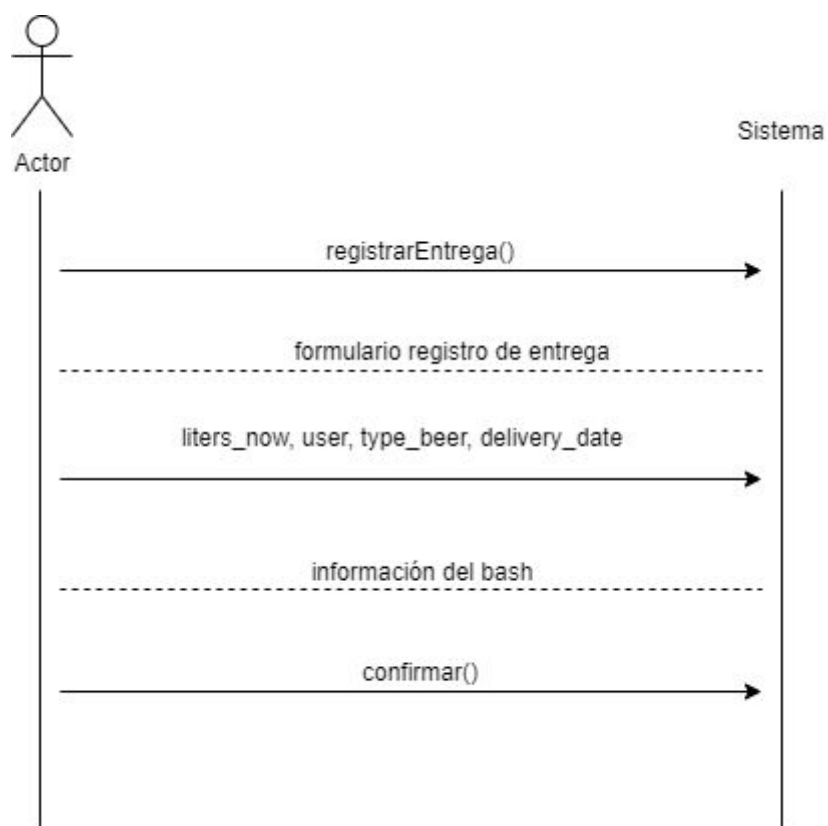 Sistema
Actor
registrarEntrega()
formulario registro de entrega
liters_now, user, type_beer, delivery_date
información del bash
confirmar()